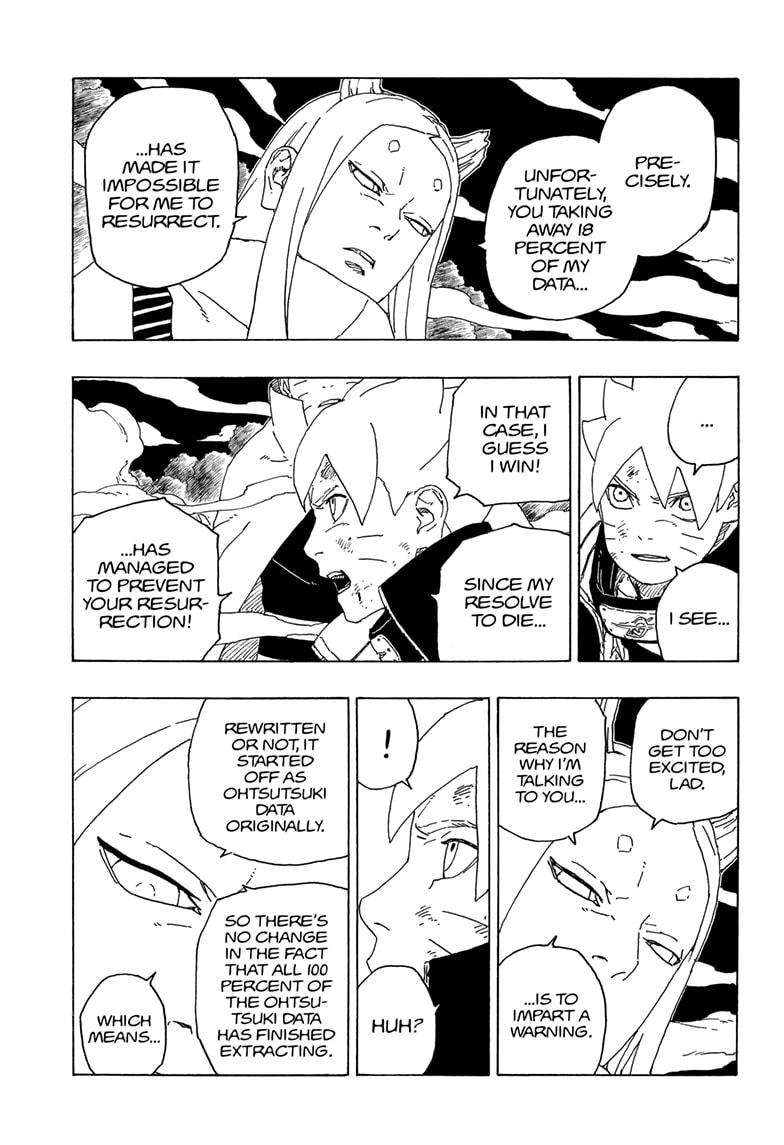 PRE-
CISELY.
UNFOR-
TUNATELY,
YOU TAKING
AWAY 18
PERCENT
OF MY
DATA...
...HAS
MADE IT
IMPOSSIBLE
FOR ME TO
RESURRECT.
...
I SEE...
IN THAT
CASE, I
GUESS
I WIN!
SINCE MY
RESOLVE
TO DIE...
...HAS
MANAGED
TO PREVENT
YOUR RESUR-
RECTION!
DON'T
GET TOO
EXCITED,
LAD.
THE
REASON
WHY I'M
TALKING
TO YOU...
...IS TO
IMPART A
WARNING.
!
HUH?
REWRITTEN
OR NOT, IT
STARTED
OFF AS
OHTSUTSUKI
DATA
ORIGINALLY.
SO THERE'S
NO CHANGE
IN THE FACT
THAT ALL 100
PERCENT OF
THE OHTSU-
TSUKI DATA
HAS FINISHED
EXTRACTING.
WHICH
MEANS...